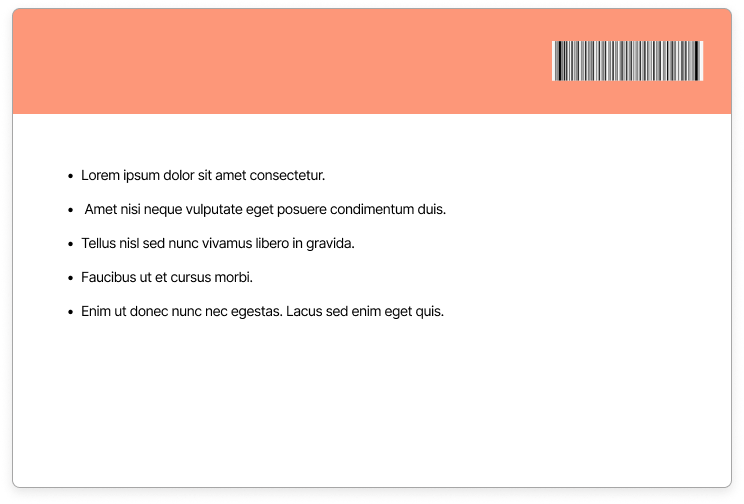 • Lorem ipsum dolor sit amet consectetur.
• Amet nisi neque vulputate eget posuere condimentum duis.
• Tellus nisl sed nunc vivamus libero in gravida.
• Faucibus ut et cursus morbi.
• Enim ut donec nunc nec egestas. Lacus sed enim eget quis.